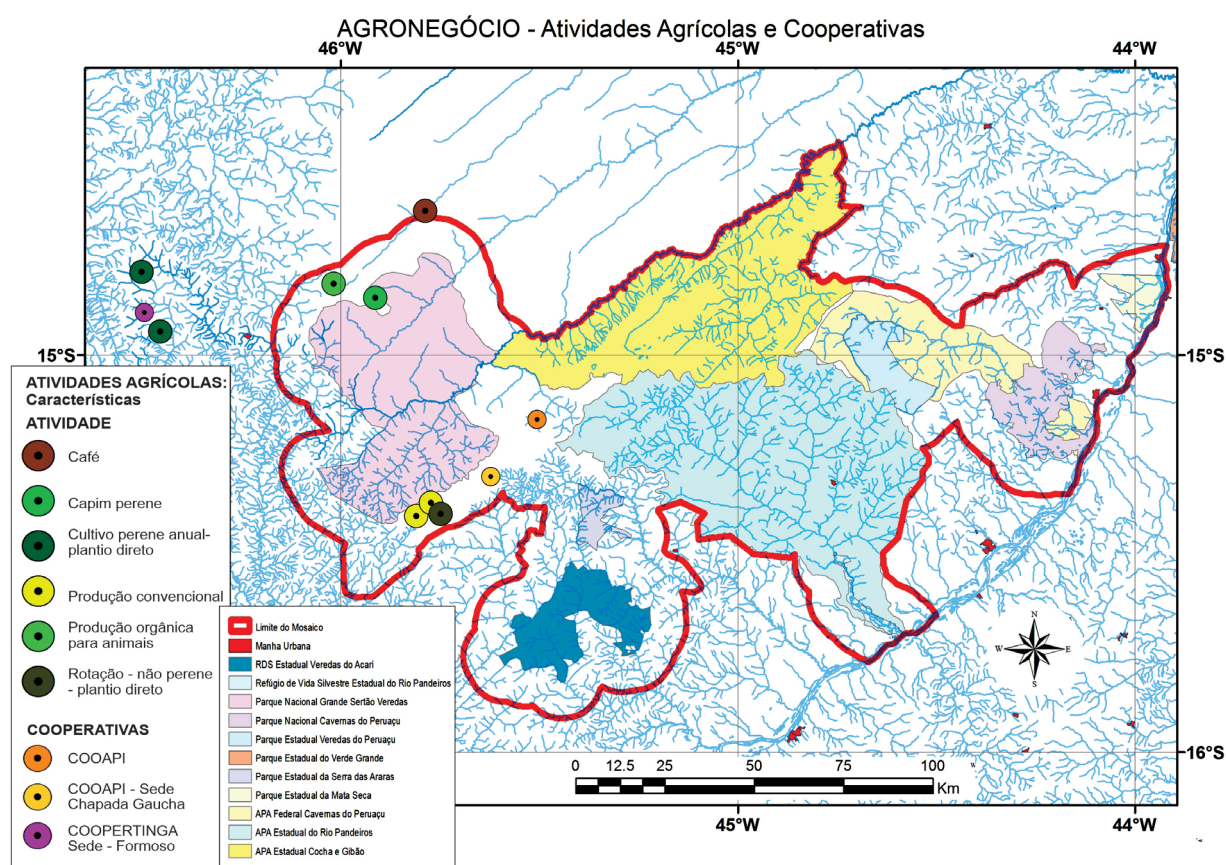 AGRONEGÓCIO - Atividades Agrícolas e Cooperativas
46°W
45°W
44°W
15°S
15°S
ATIVIDADES AGRÍCOLAS:
Características
ATIVIDADE
Café
Capim perene
Cultivo perene anual-
plantio direto
Produção convencional
Produção orgânica
para animais
Rotação - não perene
- plantio direto
COOPERATIVAS
COOAPI
COOAPI - Sede
Chapada Gaucha
COOPERTINGA
Sede - Formoso
Limite do Mosaico
Manha Urbana
RDS Estadual Veredas do Acari
Refúgio de Vida Silvestre Estadual do Rio Pandeiros
Parque Nacional Grande Sertão Veredas
Parque Nacional Cavernas do Peruaçu
Parque Estadual Veredas do Peruaçu
Parque Estadual do Verde Grande
Parque Estadual da Serra das Araras
Parque Estadual da Mata Seca
APA Federal Cavernas do Peruaçu
APA Estadual do Rio Pandeiros
APA Estadual Cocha e Gibão
N
W
E
S
16°S
0 12.5 25 50 75 100
Km
W
45°W
44°W